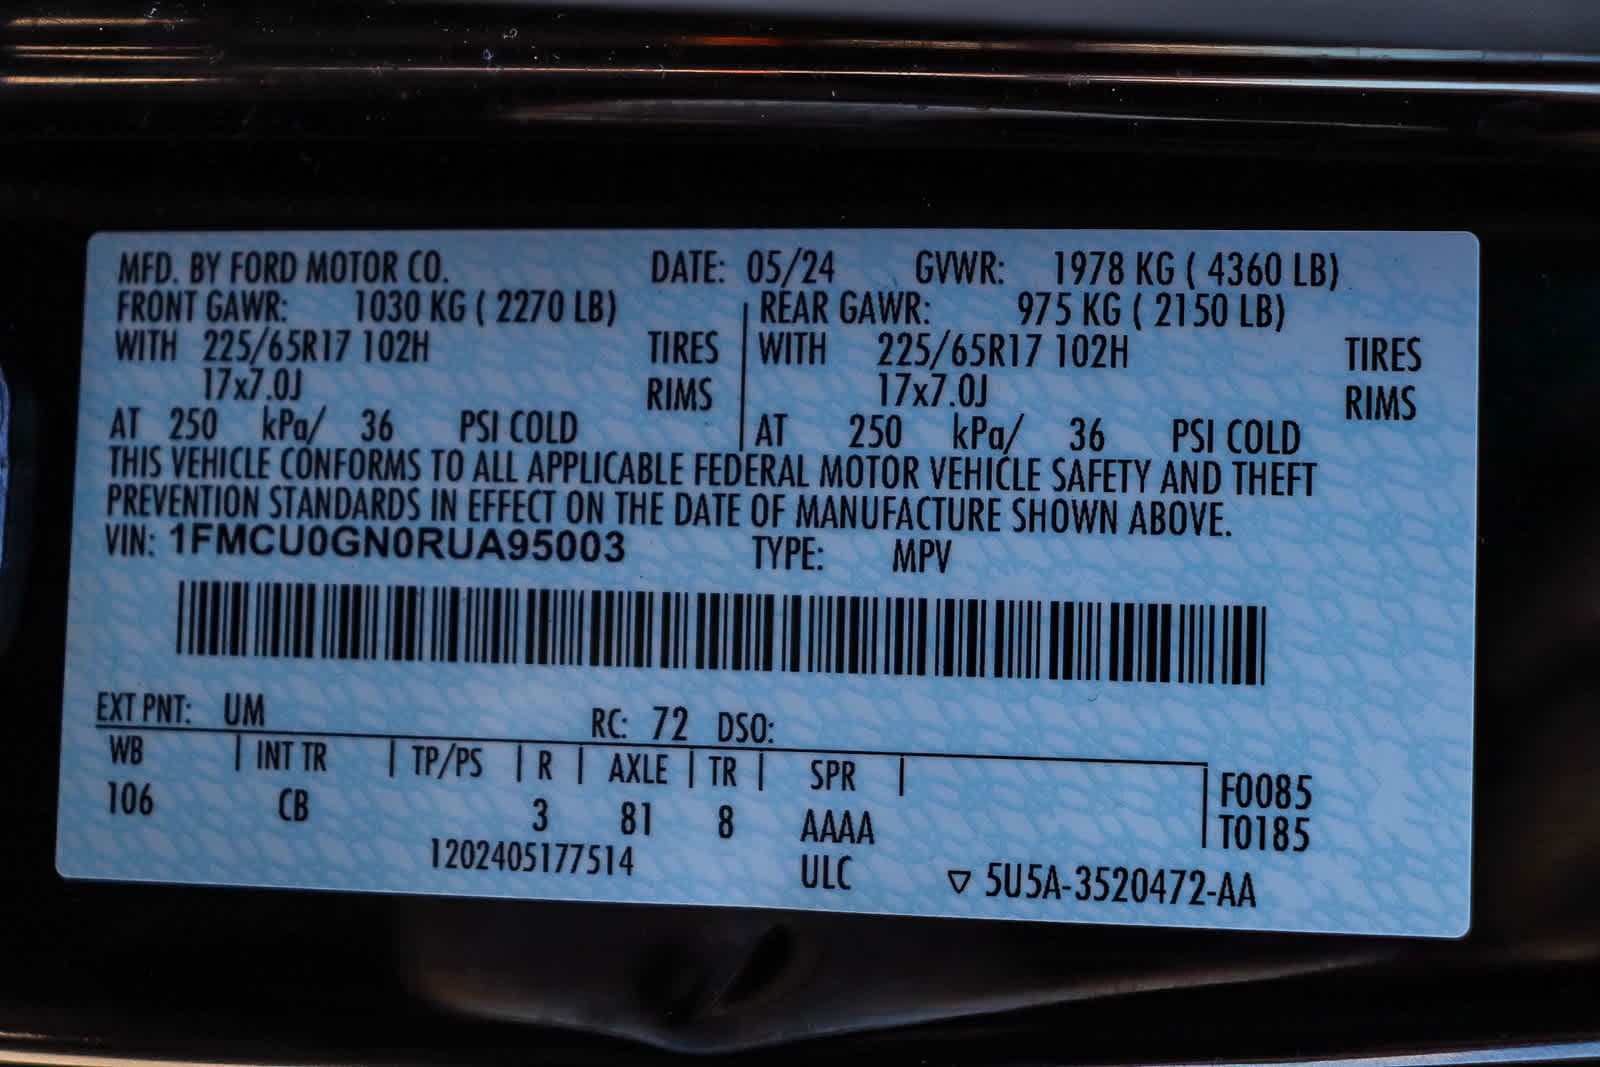 MFD. BY FORD MOTOR CO. DATE: 05/24 GVWR: 1978 KG ( 4360 LB)
FRONT GAWR: 1030 KG ( 2270 LB) REAR GAWR: 975 KG ( 2150 LB)
WITH 225/65R17 102H TIRES WITH 225/65R17 102H TIRES
17x7.0J RIMS 17x7.0J RIMS
AT 250 kPa/ 36 PSI COLD AT 250 kPa/ 36 PSI COLD
THIS VEHICLE CONFORMS TO ALL APPLICABLE FEDERAL MOTOR VEHICLE SAFETY AND THEFT
PREVENTION STANDARDS IN EFFECT ON THE DATE OF MANUFACTURE SHOWN ABOVE.
VIN: 1FMCU0GN0RUA95003 TYPE: MPV
EXT PNT: UM RC: 72 DSO:
WB | INT TR | TP/PS | R | AXLE | TR | SPR | F0085
106 CB 3 81 8 AAAA T0185
1202405177514 ULC ▽ 5U5A-3520472-AA